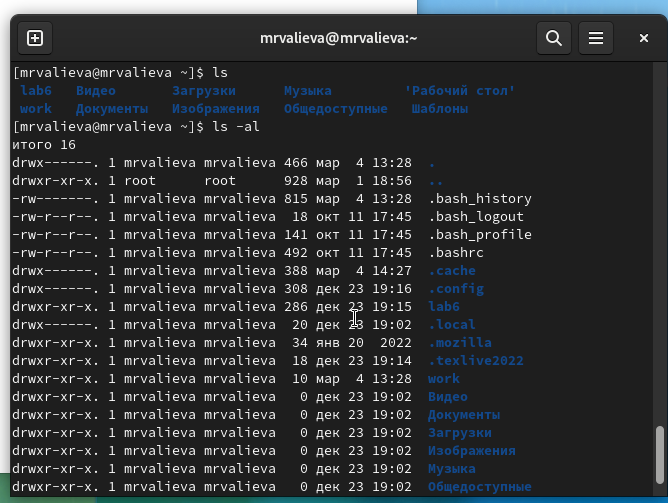 mrvalieva@mrvalieva:~
[mrvalieva@mrvalieva ~]$ ls
lab6 Видео Загрузки Музыка 'Рабочий стол'
work Документы Изображения Общедоступные Шаблоны
[mrvalieva@mrvalieva ~]$ ls -al
итого 16
drwx------. 1 mrvalieva mrvalieva 466 мар 4 13:28 .
drwxr-xr-x. 1 root root 928 мар 1 18:56 ..
-rw-------. 1 mrvalieva mrvalieva 815 мар 4 13:28 .bash_history
-rw-r--r--. 1 mrvalieva mrvalieva 18 окт 11 17:45 .bash_logout
-rw-r--r--. 1 mrvalieva mrvalieva 141 окт 11 17:45 .bash_profile
-rw-r--r--. 1 mrvalieva mrvalieva 492 окт 11 17:45 .bashrc
drwx------. 1 mrvalieva mrvalieva 388 мар 4 14:27 .cache
drwx------. 1 mrvalieva mrvalieva 308 дек 23 19:16 .config
drwxr-xr-x. 1 mrvalieva mrvalieva 286 дек 23 19:15 lab6
drwx------. 1 mrvalieva mrvalieva 20 дек 23 19:02 .local
drwxr-xr-x. 1 mrvalieva mrvalieva 34 янв 20 2022 .mozilla
drwxr-xr-x. 1 mrvalieva mrvalieva 18 дек 23 19:14 .texlive2022
drwxr-xr-x. 1 mrvalieva mrvalieva 10 мар 4 13:28 work
drwxr-xr-x. 1 mrvalieva mrvalieva 0 дек 23 19:02 Видео
drwxr-xr-x. 1 mrvalieva mrvalieva 0 дек 23 19:02 Документы
drwxr-xr-x. 1 mrvalieva mrvalieva 0 дек 23 19:02 Загрузки
drwxr-xr-x. 1 mrvalieva mrvalieva 0 дек 23 19:02 Изображения
drwxr-xr-x. 1 mrvalieva mrvalieva 0 дек 23 19:02 Музыка
drwxr-xr-x. 1 mrvalieva mrvalieva 0 дек 23 19:02 Общедоступные